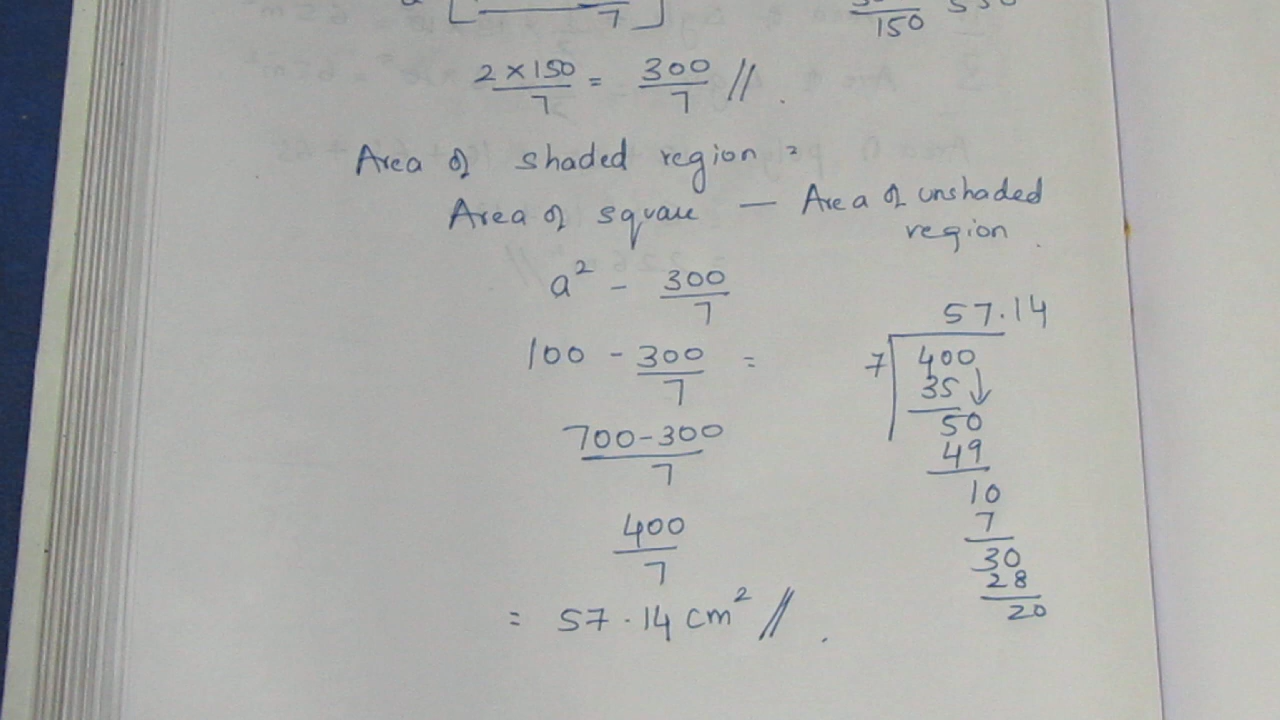 7
150
2 × 150 / 7 = 300 / 7 //
Area of shaded region =
Area of square — Area of unshaded
region
a² - 300 / 7
100 - 300 / 7 =
700-300 / 7
400 / 7
= 57.14 cm² //
57.14
7 400
35↓
50
49
10
7
30
28
20